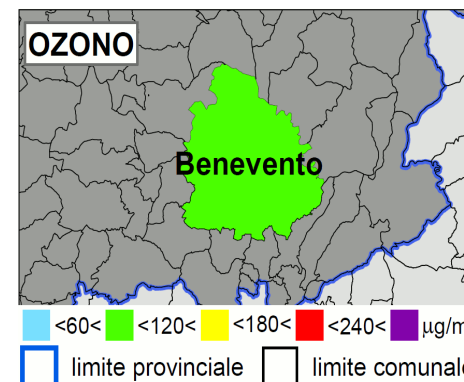 OZONO
Benevento
<60< <120< <180< <240< µg/m
limite provinciale limite comunale